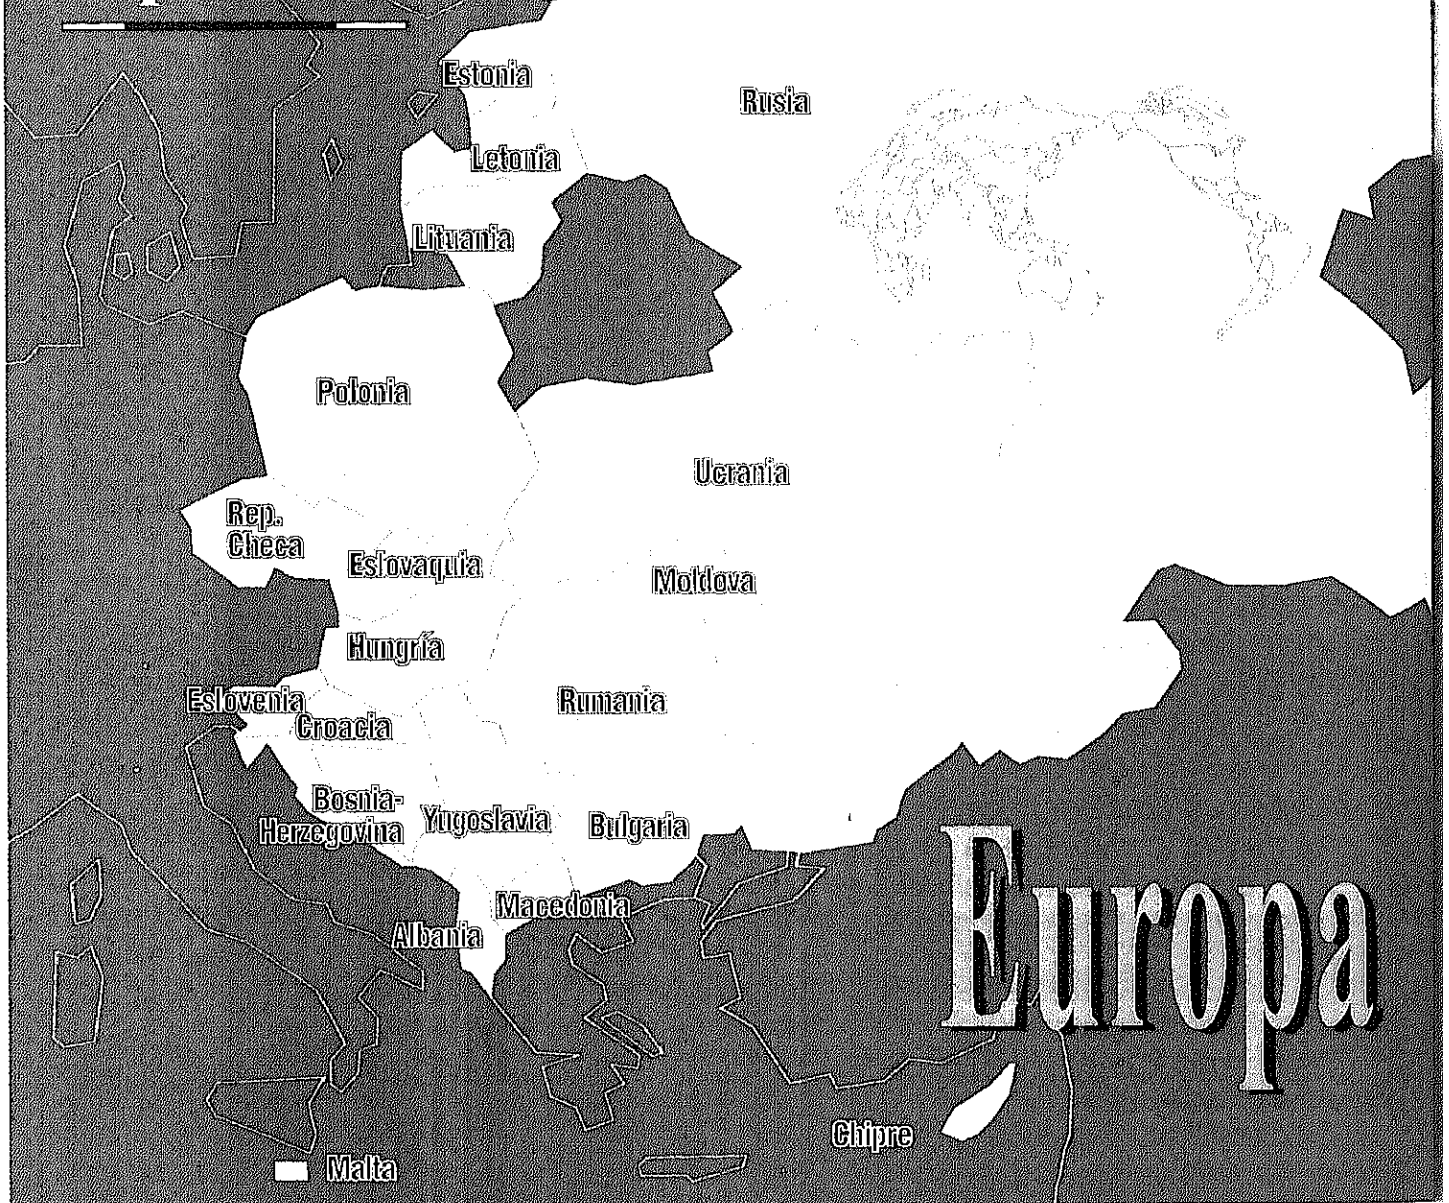 Estonia
Rusia
Letonia
Lituania
Polonia
Ucrania
Rep.
Checa
Eslovaquia
Moldova
Hungría
Eslovenia
Rumania
Croacia
Bosnia-
Herzegovina
Yugoslavia
Bulgaria
Macedonia
Albania
Europa
Chipre
Malta